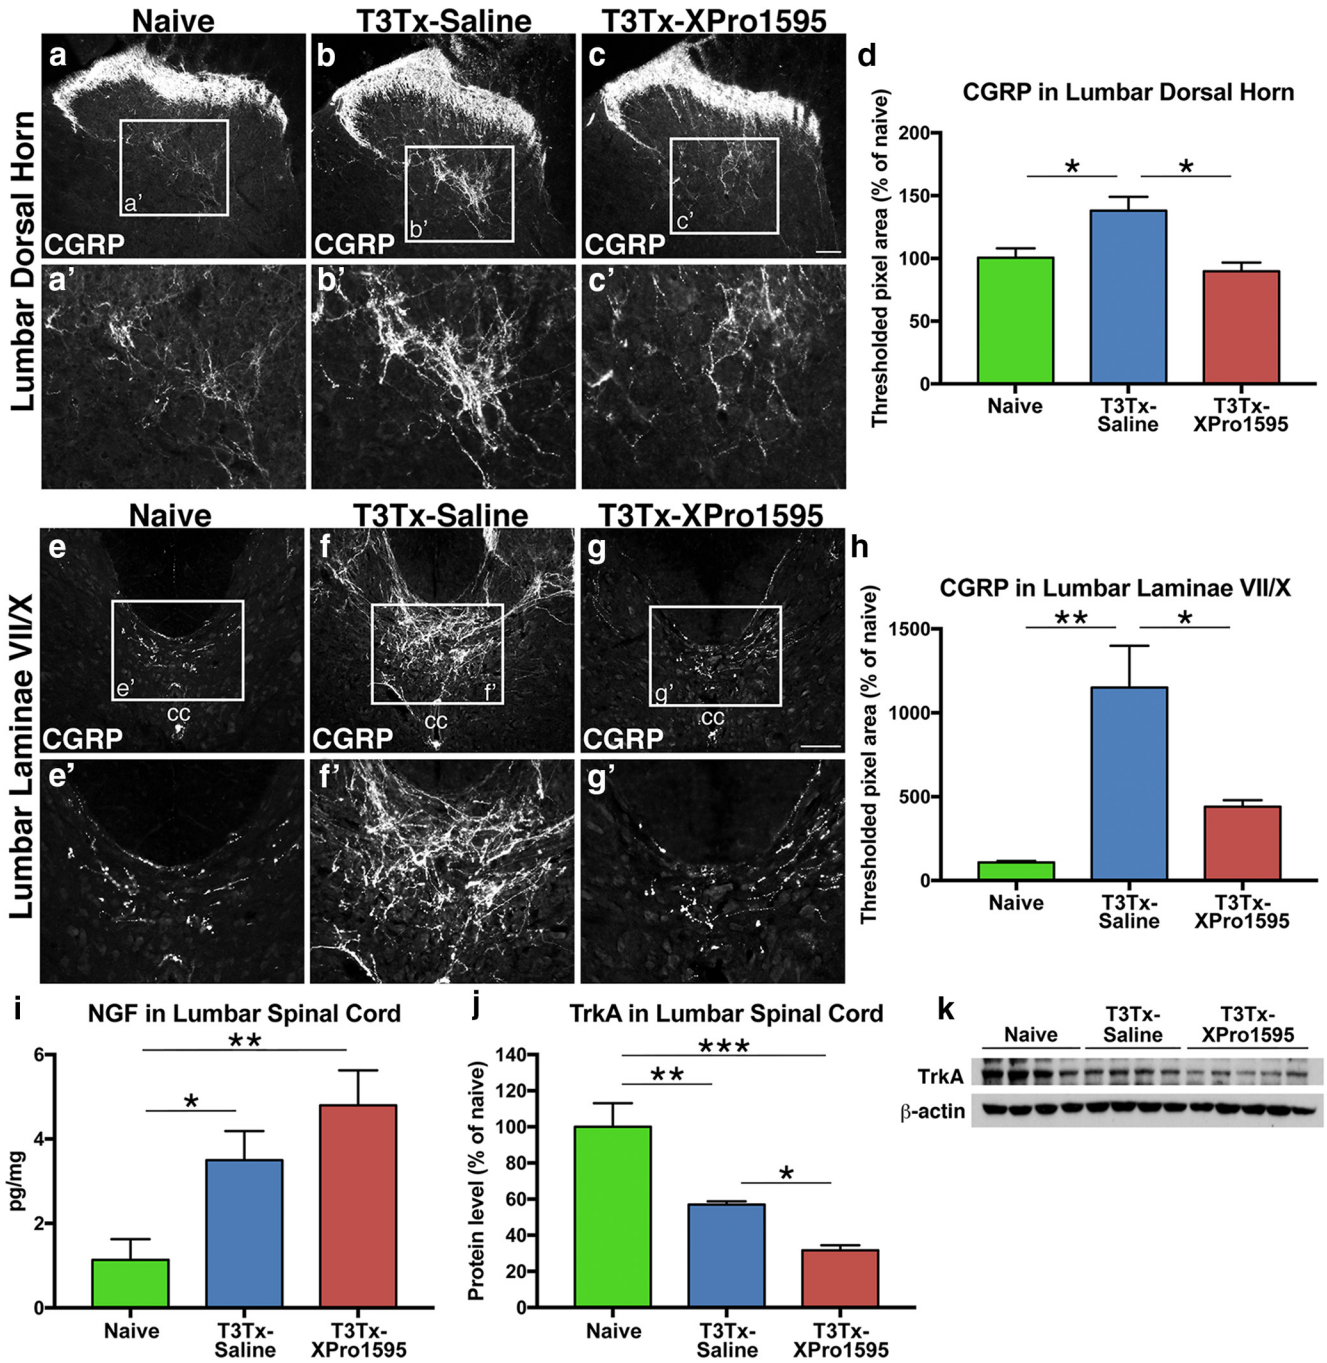 Naive T3Tx-Saline T3Tx-XPro1595
Lumbar Dorsal Horn
a b c
a' b' c'
CGRP CGRP CGRP
a' b' c'
d
CGRP in Lumbar Dorsal Horn
Thresholded pixel area (% of naive)
200
150
100
50
0
* *
Naive T3Tx-Saline T3Tx-XPro1595
Naive T3Tx-Saline T3Tx-XPro1595
Lumbar Laminae VII/X
e f g
e' f' g'
cc cc cc
CGRP CGRP CGRP
e' f' g'
h
CGRP in Lumbar Laminae VII/X
Thresholded pixel area (% of naive)
1500
1000
500
0
** *
Naive T3Tx-Saline T3Tx-XPro1595
i
NGF in Lumbar Spinal Cord
pg/mg
6
4
2
0
**
*
Naive T3Tx-Saline T3Tx-XPro1595
j
TrkA in Lumbar Spinal Cord
Protein level (% of naive)
140
120
100
80
60
40
20
0
***
**
*
Naive T3Tx-Saline T3Tx-XPro1595
k
Naive T3Tx-Saline T3Tx-XPro1595
TrkA
β-actin